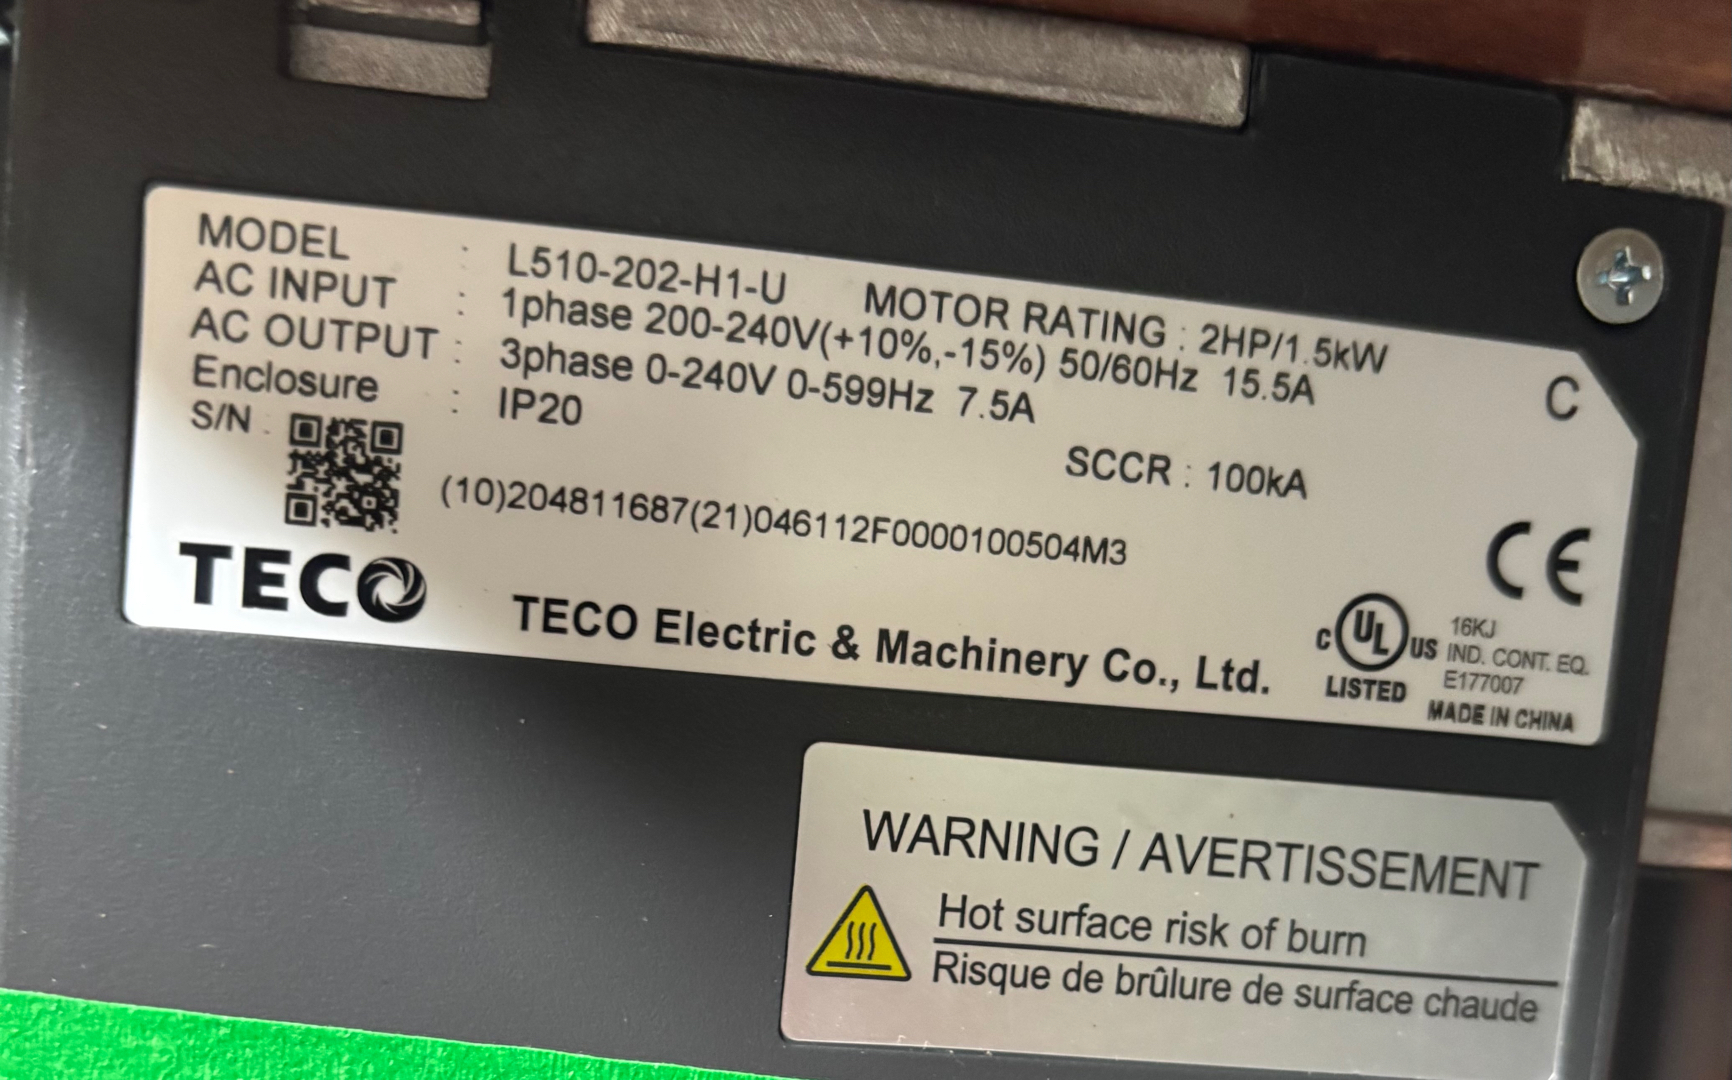 MODEL : L510-202-H1-U MOTOR RATING : 2HP/1.5kW
AC INPUT : 1phase 200-240V(+10%,-15%) 50/60Hz 15.5A
AC OUTPUT : 3phase 0-240V 0-599Hz 7.5A
C
Enclosure : IP20
SCCR : 100kA
S/N :
(10)204811687(21)046112F0000100504M3
CE
TECO
TECO Electric & Machinery Co., Ltd.
C UL US
LISTED
16KJ
IND. CONT. EQ.
E177007
MADE IN CHINA
WARNING / AVERTISSEMENT
Hot surface risk of burn
Risque de brûlure de surface chaude